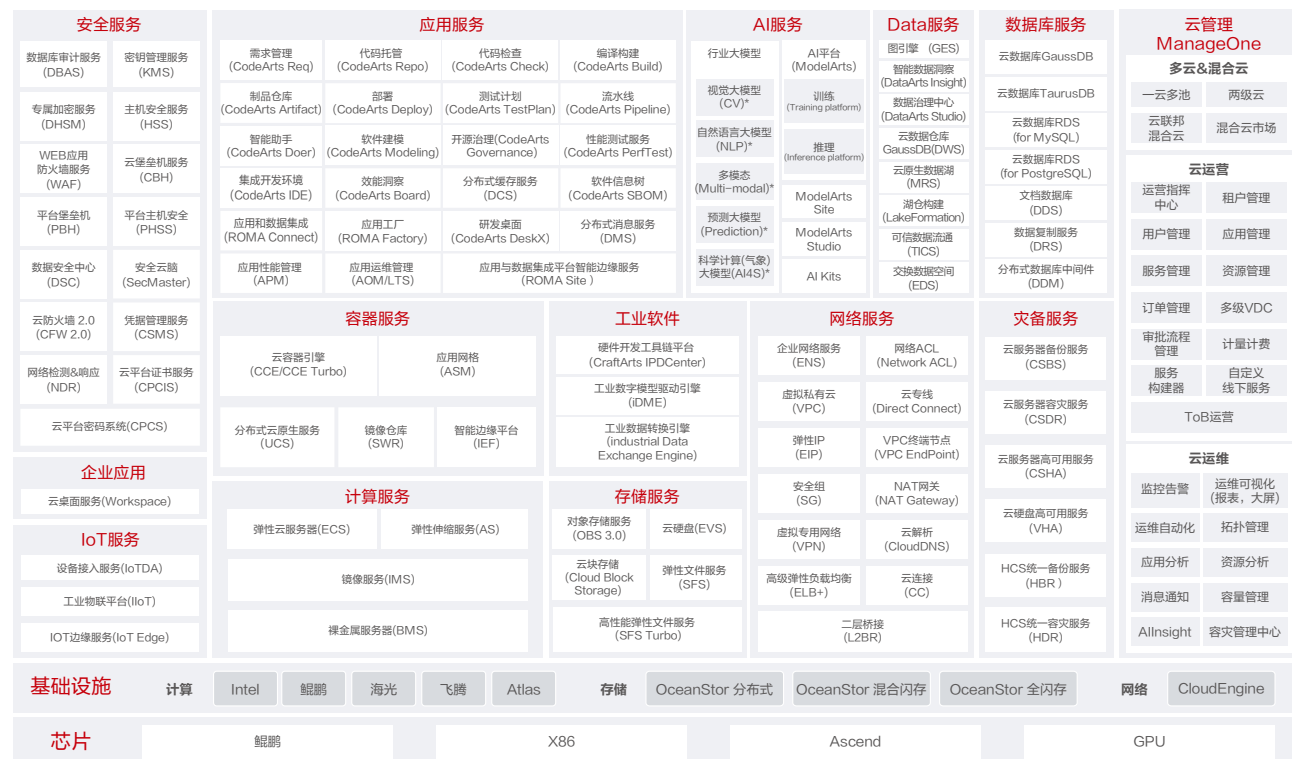 安全服务
数据库审计服务
(DBAS)
密钥管理服务
(KMS)
专属加密服务
(DHSM)
主机安全服务
(HSS)
WEB应用
防火墙服务
(WAF)
云堡垒机服务
(CBH)
平台堡垒机
(PBH)
平台主机安全
(PHSS)
数据安全中心
(DSC)
安全云脑
(SecMaster)
云防火墙 2.0
(CFW 2.0)
凭据管理服务
(CSMS)
网络检测&响应
(NDR)
云平台证书服务
(CPCIS)
云平台密码系统(CPCS)
企业应用
云桌面服务(Workspace)
IoT服务
设备接入服务(IoTDA)
工业物联平台(IIoT)
IOT边缘服务(IoT Edge)
应用服务
需求管理
(CodeArts Req)
代码托管
(CodeArts Repo)
代码检查
(CodeArts Check)
编译构建
(CodeArts Build)
制品仓库
(CodeArts Artifact)
部署
(CodeArts Deploy)
测试计划
(CodeArts TestPlan)
流水线
(CodeArts Pipeline)
智能助手
(CodeArts Doer)
软件建模
(CodeArts Modeling)
开源治理(CodeArts
Governance)
性能测试服务
(CodeArts PerfTest)
集成开发环境
(CodeArts IDE)
效能洞察
(CodeArts Board)
分布式缓存服务
(DCS)
软件信息树
(CodeArts SBOM)
应用和数据集成
(ROMA Connect)
应用工厂
(ROMA Factory)
研发桌面
(CodeArts DeskX)
分布式消息服务
(DMS)
应用性能管理
(APM)
应用运维管理
(AOM/LTS)
应用与数据集成平台智能边缘服务
(ROMA Site )
AI服务
行业大模型
视觉大模型
(CV)*
自然语言大模型
(NLP)*
多模态
(Multi-modal)*
预测大模型
(Prediction)*
科学计算(气象)
大模型(AI4S)*
AI平台
(ModelArts)
训练
(Training platform)
推理
(Inference platform)
ModelArts
Site
ModelArts
Studio
AI Kits
Data服务
图引擎 (GES)
智能数据洞察
(DataArts Insight)
数据治理中心
(DataArts Studio)
云数据仓库
GaussDB(DWS)
云原生数据湖
(MRS)
湖仓构建
(LakeFormation)
可信数据流通
(TICS)
交换数据空间
(EDS)
数据库服务
云数据库GaussDB
云数据库TaurusDB
云数据库RDS
(for MySQL)
云数据库RDS
(for PostgreSQL)
文档数据库
(DDS)
数据复制服务
(DRS)
分布式数据库中间件
(DDM)
容器服务
云容器引擎
(CCE/CCE Turbo)
应用网格
(ASM)
分布式云原生服务
(UCS)
镜像仓库
(SWR)
智能边缘平台
(IEF)
工业软件
硬件开发工具链平台
(CraftArts IPDCenter)
工业数字模型驱动引擎
(iDME)
工业数据转换引擎
(industrial Data
Exchange Engine)
计算服务
弹性云服务器(ECS)
弹性伸缩服务(AS)
镜像服务(IMS)
裸金属服务器(BMS)
存储服务
对象存储服务
(OBS 3.0)
云硬盘(EVS)
云块存储
(Cloud Block
Storage)
弹性文件服务
(SFS)
高性能弹性文件服务
(SFS Turbo)
网络服务
企业网络服务
(ENS)
网络ACL
(Network ACL)
虚拟私有云
(VPC)
云专线
(Direct Connect)
弹性IP
(EIP)
VPC终端节点
(VPC EndPoint)
安全组
(SG)
NAT网关
(NAT Gateway)
虚拟专用网络
(VPN)
云解析
(CloudDNS)
高级弹性负载均衡
(ELB+)
云连接
(CC)
二层桥接
(L2BR)
灾备服务
云服务器备份服务
(CSBS)
云服务器容灾服务
(CSDR)
云服务器高可用服务
(CSHA)
云硬盘高可用服务
(VHA)
HCS统一备份服务
(HBR )
HCS统一容灾服务
(HDR)
云管理
ManageOne
多云&混合云
一云多池
两级云
云联邦
混合云
混合云市场
云运营
运营指挥
中心
租户管理
用户管理
应用管理
服务管理
资源管理
订单管理
多级VDC
审批流程
管理
计量计费
服务
构建器
自定义
线下服务
ToB运营
云运维
监控告警
运维可视化
(报表，大屏)
运维自动化
拓扑管理
应用分析
资源分析
消息通知
容量管理
AIInsight
容灾管理中心
基础设施
计算
Intel
鲲鹏
海光
飞腾
Atlas
存储
OceanStor 分布式
OceanStor 混合闪存
OceanStor 全闪存
网络
CloudEngine
芯片
鲲鹏
X86
Ascend
GPU